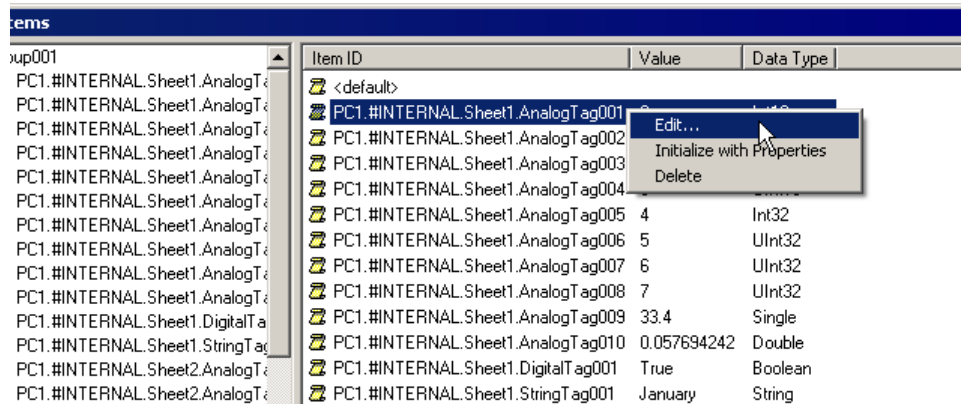 tems
oup001
PC1.#INTERNAL.Sheet1.AnalogTa
PC1.#INTERNAL.Sheet1.AnalogTa
PC1.#INTERNAL.Sheet1.AnalogTa
PC1.#INTERNAL.Sheet1.AnalogTa
PC1.#INTERNAL.Sheet1.AnalogTa
PC1.#INTERNAL.Sheet1.AnalogTa
PC1.#INTERNAL.Sheet1.AnalogTa
PC1.#INTERNAL.Sheet1.AnalogTa
PC1.#INTERNAL.Sheet1.AnalogTa
PC1.#INTERNAL.Sheet1.AnalogTa
PC1.#INTERNAL.Sheet1.DigitalTa
PC1.#INTERNAL.Sheet1.StringTag
PC1.#INTERNAL.Sheet2.AnalogTa
PC1.#INTERNAL.Sheet2.AnalogTa
Item ID Value Data Type
<default>
PC1.#INTERNAL.Sheet1.AnalogTag001
PC1.#INTERNAL.Sheet1.AnalogTag002
PC1.#INTERNAL.Sheet1.AnalogTag003
PC1.#INTERNAL.Sheet1.AnalogTag004
PC1.#INTERNAL.Sheet1.AnalogTag005 4 Int32
PC1.#INTERNAL.Sheet1.AnalogTag006 5 UInt32
PC1.#INTERNAL.Sheet1.AnalogTag007 6 UInt32
PC1.#INTERNAL.Sheet1.AnalogTag008 7 UInt32
PC1.#INTERNAL.Sheet1.AnalogTag009 33.4 Single
PC1.#INTERNAL.Sheet1.AnalogTag010 0.057694242 Double
PC1.#INTERNAL.Sheet1.DigitalTag001 True Boolean
PC1.#INTERNAL.Sheet1.StringTag001 January String
Edit...
Initialize with Properties
Delete